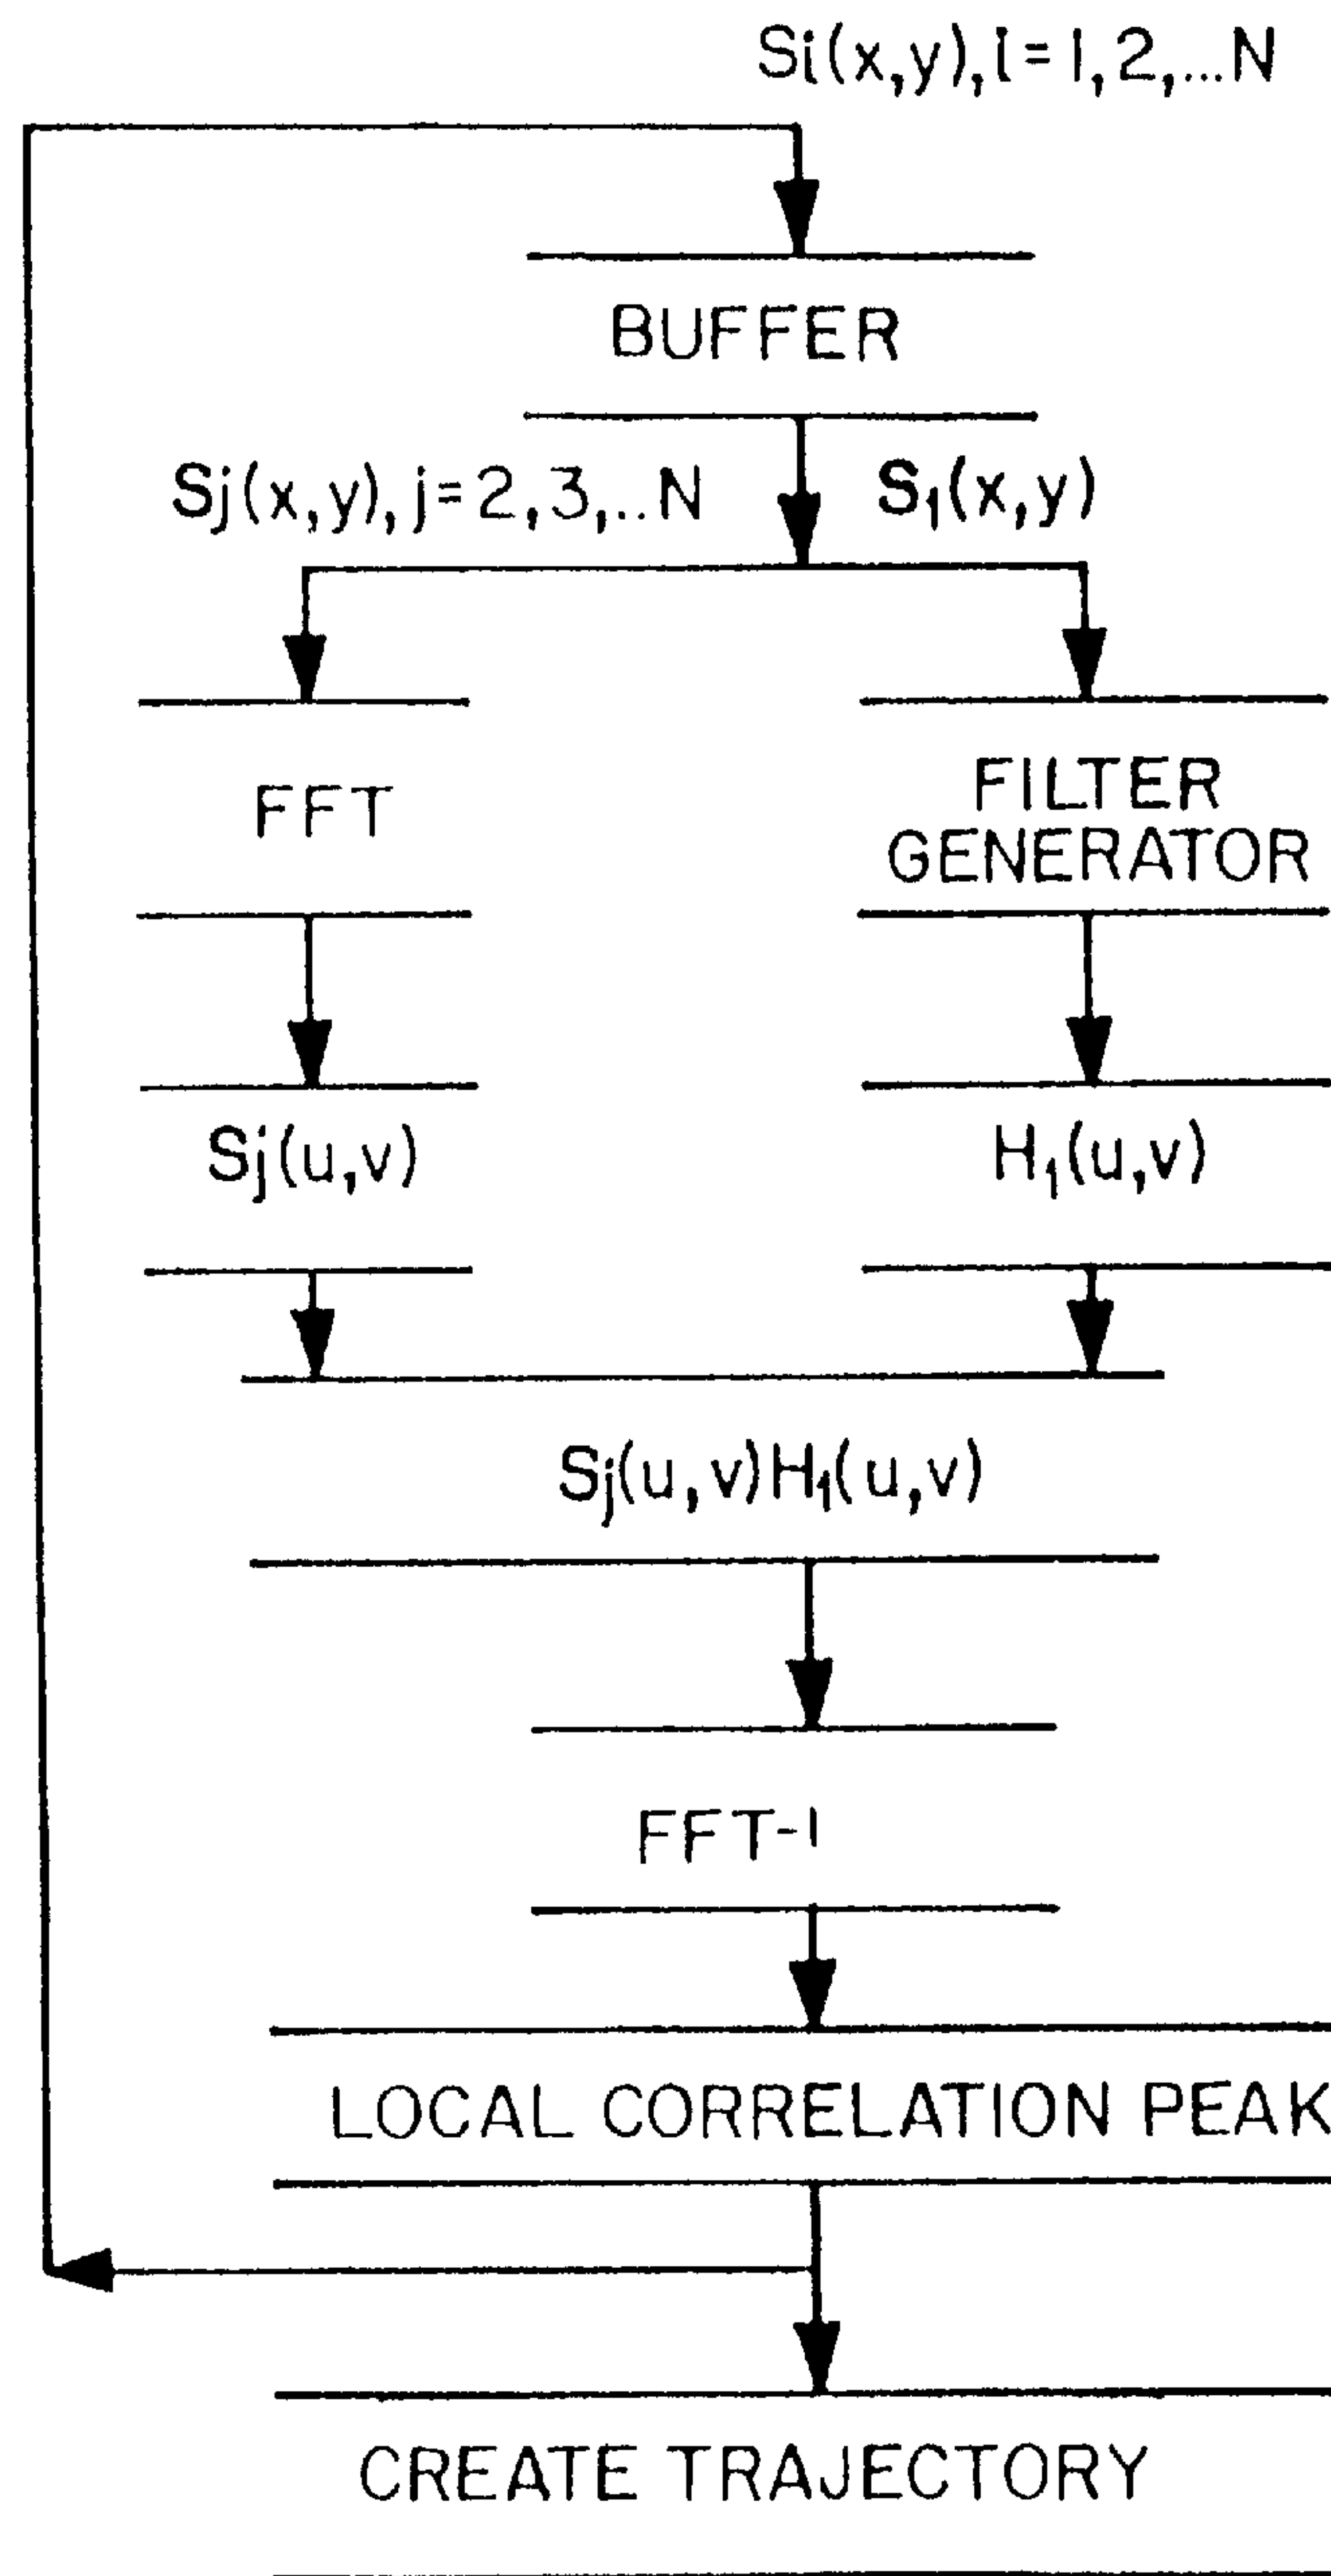 Si(x,y), i = 1, 2, ...N
BUFFER
Sj(x,y), j = 2, 3, ..N
S₁(x,y)
FFT
FILTER
GENERATOR
Sj(u,v)
H₁(u,v)
Sj(u,v)H₁(u,v)
FFT-1
LOCAL CORRELATION PEAK
CREATE TRAJECTORY